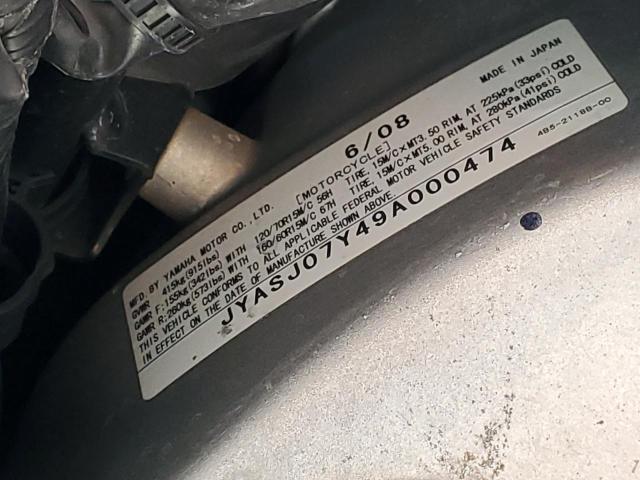 6/08
MFD. BY YAMAHA MOTOR CO., LTD. [MOTORCYCLE] MADE IN JAPAN
GVWR 415kg(915lbs)
GAWR F: 155kg(342lbs) WITH 120/70R15M/C 56H TIRE, 15M/C×MT3.50 RIM, AT 225kPa(33psi) COLD
GAWR R: 260kg(573lbs) WITH 160/60R15M/C 67H TIRE, 15M/C×MT5.00 RIM, AT 280kPa(41psi) COLD
THIS VEHICLE CONFORMS TO ALL APPLICABLE FEDERAL MOTOR VEHICLE SAFETY STANDARDS
IN EFFECT ON THE DATE OF MANUFACTURE SHOWN ABOVE. 4B5-2118B-00
JYASJ07Y49A000474